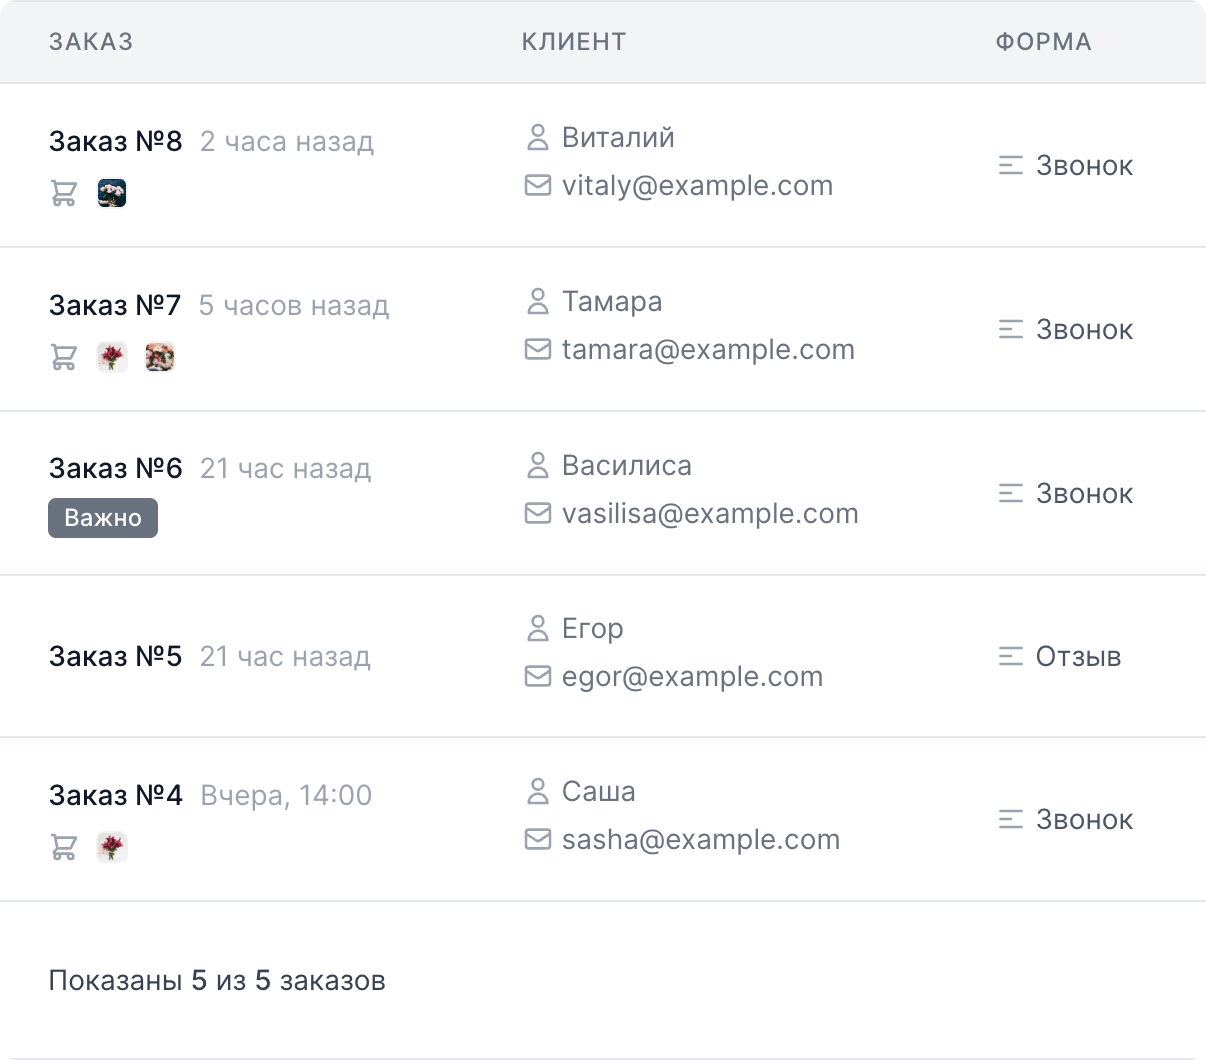 ЗАКАЗ КЛИЕНТ ФОРМА
Заказ №8 2 часа назад
Виталий
vitaly@example.com
Звонок
Заказ №7 5 часов назад
Тамара
tamara@example.com
Звонок
Заказ №6 21 час назад
Важно
Василиса
vasilisa@example.com
Звонок
Заказ №5 21 час назад
Егор
egor@example.com
Отзыв
Заказ №4 Вчера, 14:00
Саша
sasha@example.com
Звонок
Показаны 5 из 5 заказов